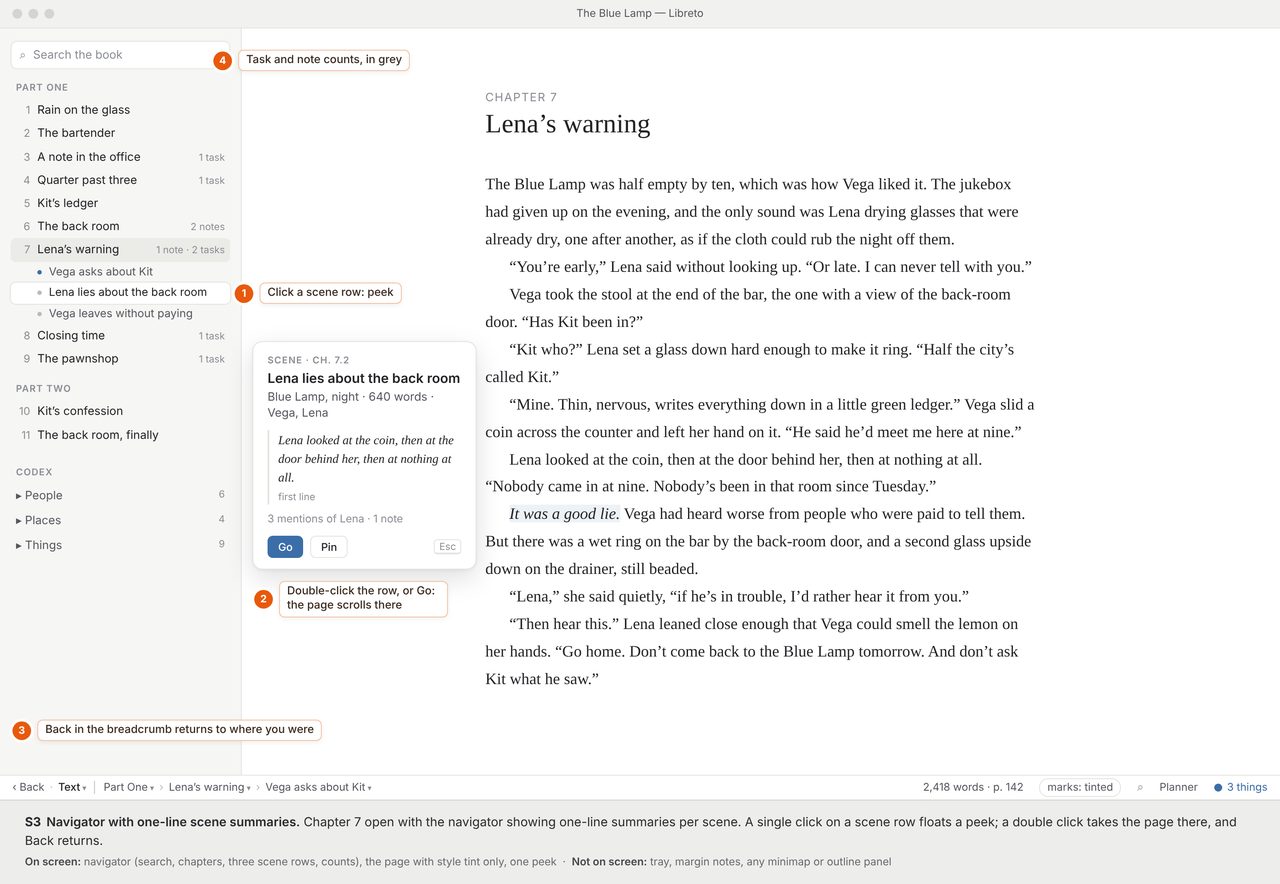 The Blue Lamp — Libreto
⌕ Search the book
4 Task and note counts, in grey
PART ONE
1 Rain on the glass
2 The bartender
3 A note in the office 1 task
4 Quarter past three 1 task
5 Kit’s ledger
6 The back room 2 notes
7 Lena’s warning 1 note · 7 tasks
• Vega asks about Kit
• Lena lies about the back room
1 Click a scene row: peek
• Vega leaves without paying
8 Closing time 1 task
9 The pawnshop 1 task
PART TWO
10 Kit’s confession
11 The back room, finally
CODEX
▸ People 6
▸ Places 4
▸ Things 9
SCENE · CH. 7.2
Lena lies about the back room
Blue Lamp, night · 640 words ·
Vega, Lena
Lena looked at the coin, then at the
door behind her, then at nothing at
all.
first line
3 mentions of Lena · 1 note
Go Pin Esc
2 Double-click the row, or Go:
the page scrolls there
3 Back in the breadcrumb returns to where you were
CHAPTER 7
Lena’s warning
The Blue Lamp was half empty by ten, which was how Vega liked it. The jukebox
had given up on the evening, and the only sound was Lena drying glasses that were
already dry, one after another, as if the cloth could rub the night off them.
“You’re early,” Lena said without looking up. “Or late. I can never tell with you.”
Vega took the stool at the end of the bar, the one with a view of the back-room
door. “Has Kit been in?”
“Kit who?” Lena set a glass down hard enough to make it ring. “Half the city’s
called Kit.”
“Mine. Thin, nervous, writes everything down in a little green ledger.” Vega slid a
coin across the counter and left her hand on it. “He said he’d meet me here at nine.”
Lena looked at the coin, then at the door behind her, then at nothing at all.
“Nobody came in at nine. Nobody’s been in that room since Tuesday.”
It was a good lie. Vega had heard worse from people who were paid to tell them.
But there was a wet ring on the bar by the back-room door, and a second glass upside
down on the drainer, still beaded.
“Lena,” she said quietly, “if he’s in trouble, I’d rather hear it from you.”
“Then hear this.” Lena leaned close enough that Vega could smell the lemon on
her hands. “Go home. Don’t come back to the Blue Lamp tomorrow. And don’t ask
Kit what he saw.”
‹ Back · Text ▾ | Part One ▾ › Lena’s warning ▾ › Vega asks about Kit ▾ 2,418 words · p. 142 marks: tinted ⌕ Planner ● 3 things
S3 Navigator with one-line scene summaries. Chapter 7 open with the navigator showing one-line summaries per scene. A single click on a scene row floats a peek; a double click takes the page there, and
Back returns.
On screen: navigator (search, chapters, three scene rows, counts), the page with style tint only, one peek · Not on screen: tray, margin notes, any minimap or outline panel